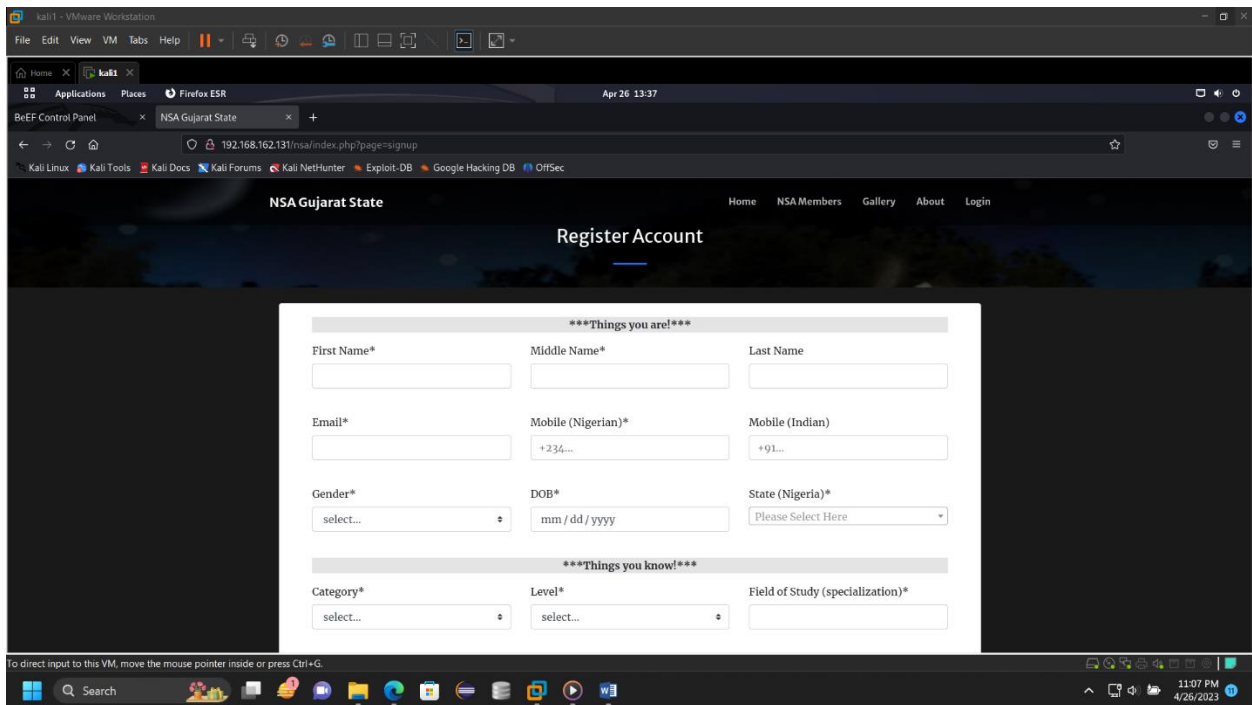 kali1 - VMware Workstation
File Edit View VM Tabs Help
Home kali1
Applications Places Firefox ESR Apr 26 13:37
BeEF Control Panel NSA Gujarat State
192.168.162.131/nsa/index.php?page=signup
Kali Linux Kali Tools Kali Docs Kali Forums Kali NetHunter Exploit-DB Google Hacking DB OffSec
NSA Gujarat State Home NSA Members Gallery About Login
Register Account
***Things you are!***
First Name* Middle Name* Last Name
Email* Mobile (Nigerian)* Mobile (Indian)
+234... +91...
Gender* DOB* State (Nigeria)*
select... mm / dd / yyyy Please Select Here
***Things you know!***
Category* Level* Field of Study (specialization)*
select... select...
To direct input to this VM, move the mouse pointer inside or press Ctrl+G.
Search 11:07 PM
4/26/2023